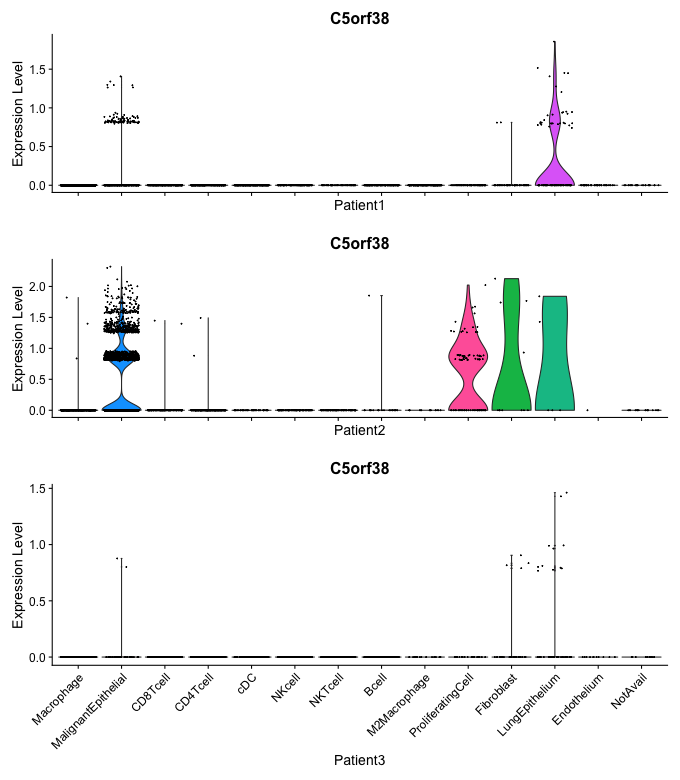 C5orf38
Expression Level
1.5
1.0
0.5
0.0
Patient1
C5orf38
Expression Level
2.0
1.5
1.0
0.5
0.0
Patient2
C5orf38
Expression Level
1.5
1.0
0.5
0.0
Macrophage
MalignantEpithelial
CD8Tcell
CD4Tcell
cDC
NKcell
NKTcell
Bcell
M2Macrophage
ProliferatingCell
Fibroblast
LungEpithelium
Endothelium
NotAvail
Patient3